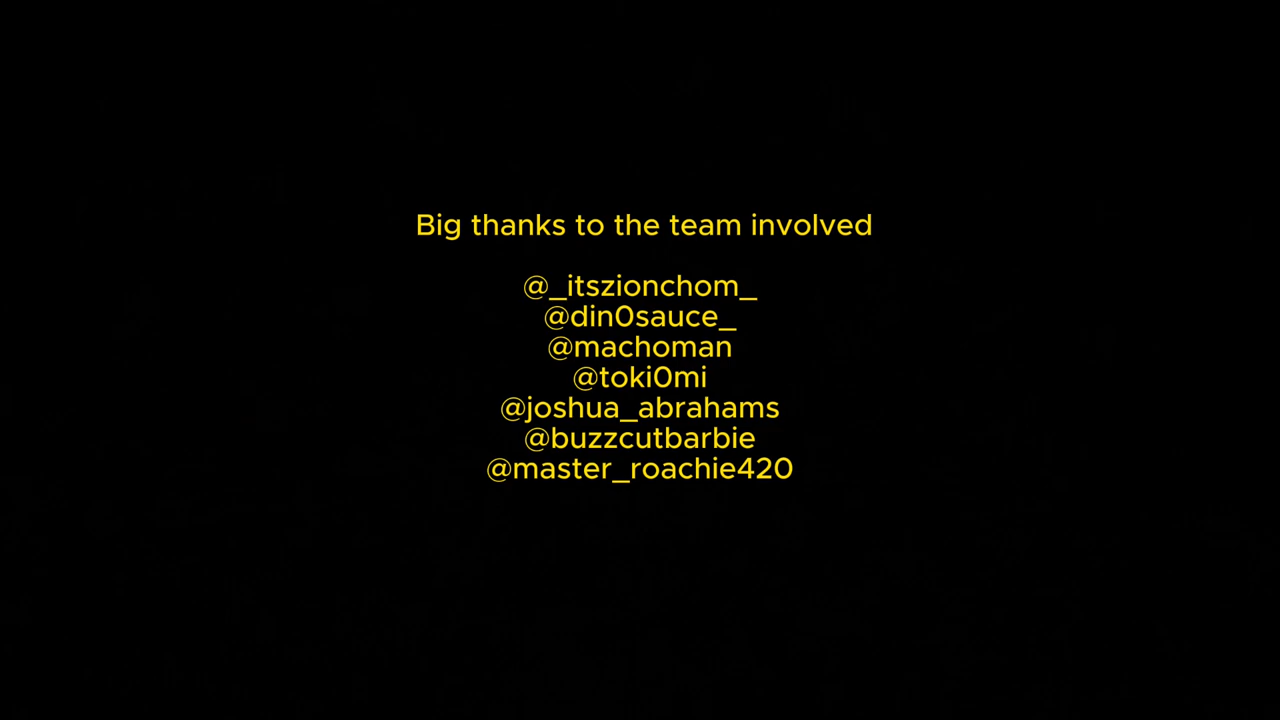 Big thanks to the team involved
@_itszionchom_
@din0sauce_
@machoman
@toki0mi
@joshua_abrahams
@buzzcutbarbie
@master_roachie420